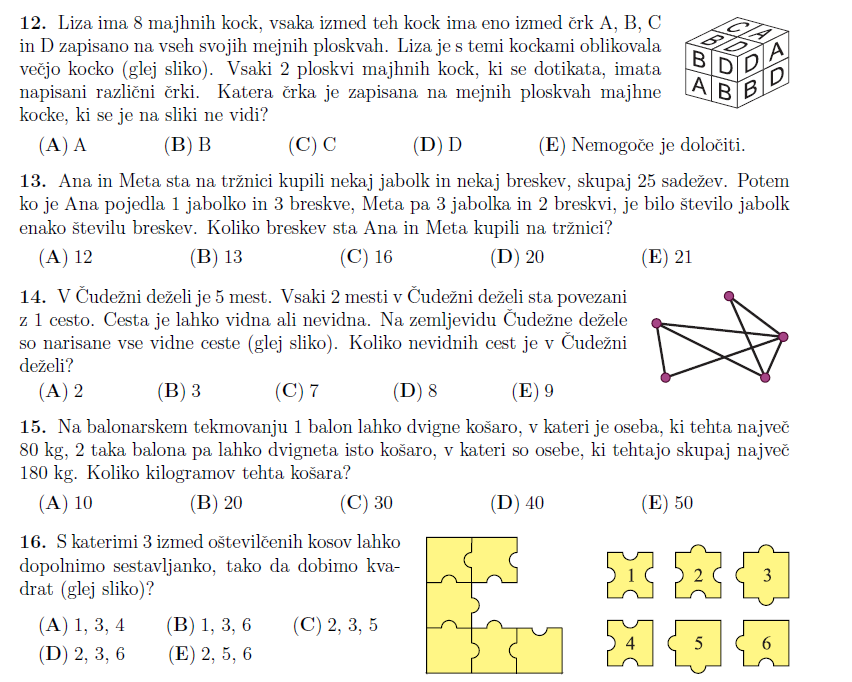 12. Liza ima 8 majhnih kock, vsaka izmed teh kock ima eno izmed črk A, B, C
in D zapisano na vseh svojih mejnih ploskvah. Liza je s temi kockami oblikovala
večjo kocko (glej sliko). Vsaki 2 ploskvi majhnih kock, ki se dotikata, imata
napisani različni črki. Katera črka je zapisana na mejnih ploskvah majhne
kocke, ki se je na sliki ne vidi?
C A
B D
B D D A
A B B D
(A) A (B) B (C) C (D) D (E) Nemogoče je določiti.
13. Ana in Meta sta na tržnici kupili nekaj jabolk in nekaj breskev, skupaj 25 sadežev. Potem
ko je Ana pojedla 1 jabolko in 3 breskve, Meta pa 3 jabolka in 2 breskvi, je bilo število jabolk
enako številu breskev. Koliko breskev sta Ana in Meta kupili na tržnici?
(A) 12 (B) 13 (C) 16 (D) 20 (E) 21
14. V Čudežni deželi je 5 mest. Vsaki 2 mesti v Čudežni deželi sta povezani
z 1 cesto. Cesta je lahko vidna ali nevidna. Na zemljevidu Čudežne dežele
so narisane vse vidne ceste (glej sliko). Koliko nevidnih cest je v Čudežni
deželi?
(A) 2 (B) 3 (C) 7 (D) 8 (E) 9
15. Na balonarskem tekmovanju 1 balon lahko dvigne košaro, v kateri je oseba, ki tehta največ
80 kg, 2 taka balona pa lahko dvigneta isto košaro, v kateri so osebe, ki tehtajo skupaj največ
180 kg. Koliko kilogramov tehta košara?
(A) 10 (B) 20 (C) 30 (D) 40 (E) 50
16. S katerimi 3 izmed oštevilčenih kosov lahko
dopolnimo sestavljanko, tako da dobimo kva-
drat (glej sliko)?
(A) 1, 3, 4 (B) 1, 3, 6 (C) 2, 3, 5
(D) 2, 3, 6 (E) 2, 5, 6
1 2 3
4 5 6